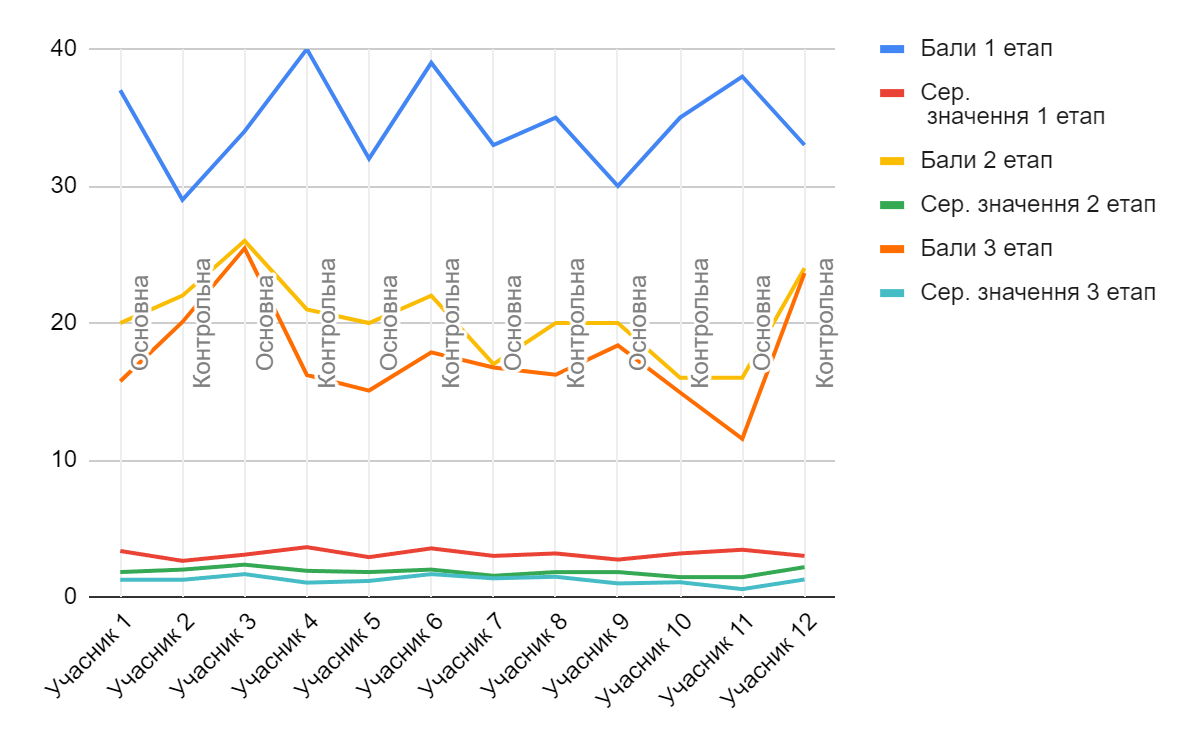 40
30
20
10
0
Основна
Контрольна
Основна
Контрольна
Основна
Контрольна
Основна
Контрольна
Основна
Контрольна
Основна
Контрольна
Учасник 1
Учасник 2
Учасник 3
Учасник 4
Учасник 5
Учасник 6
Учасник 7
Учасник 8
Учасник 9
Учасник 10
Учасник 11
Учасник 12
Бали 1 етап
Сер.
значення 1 етап
Бали 2 етап
Сер. значення 2 етап
Бали 3 етап
Сер. значення 3 етап